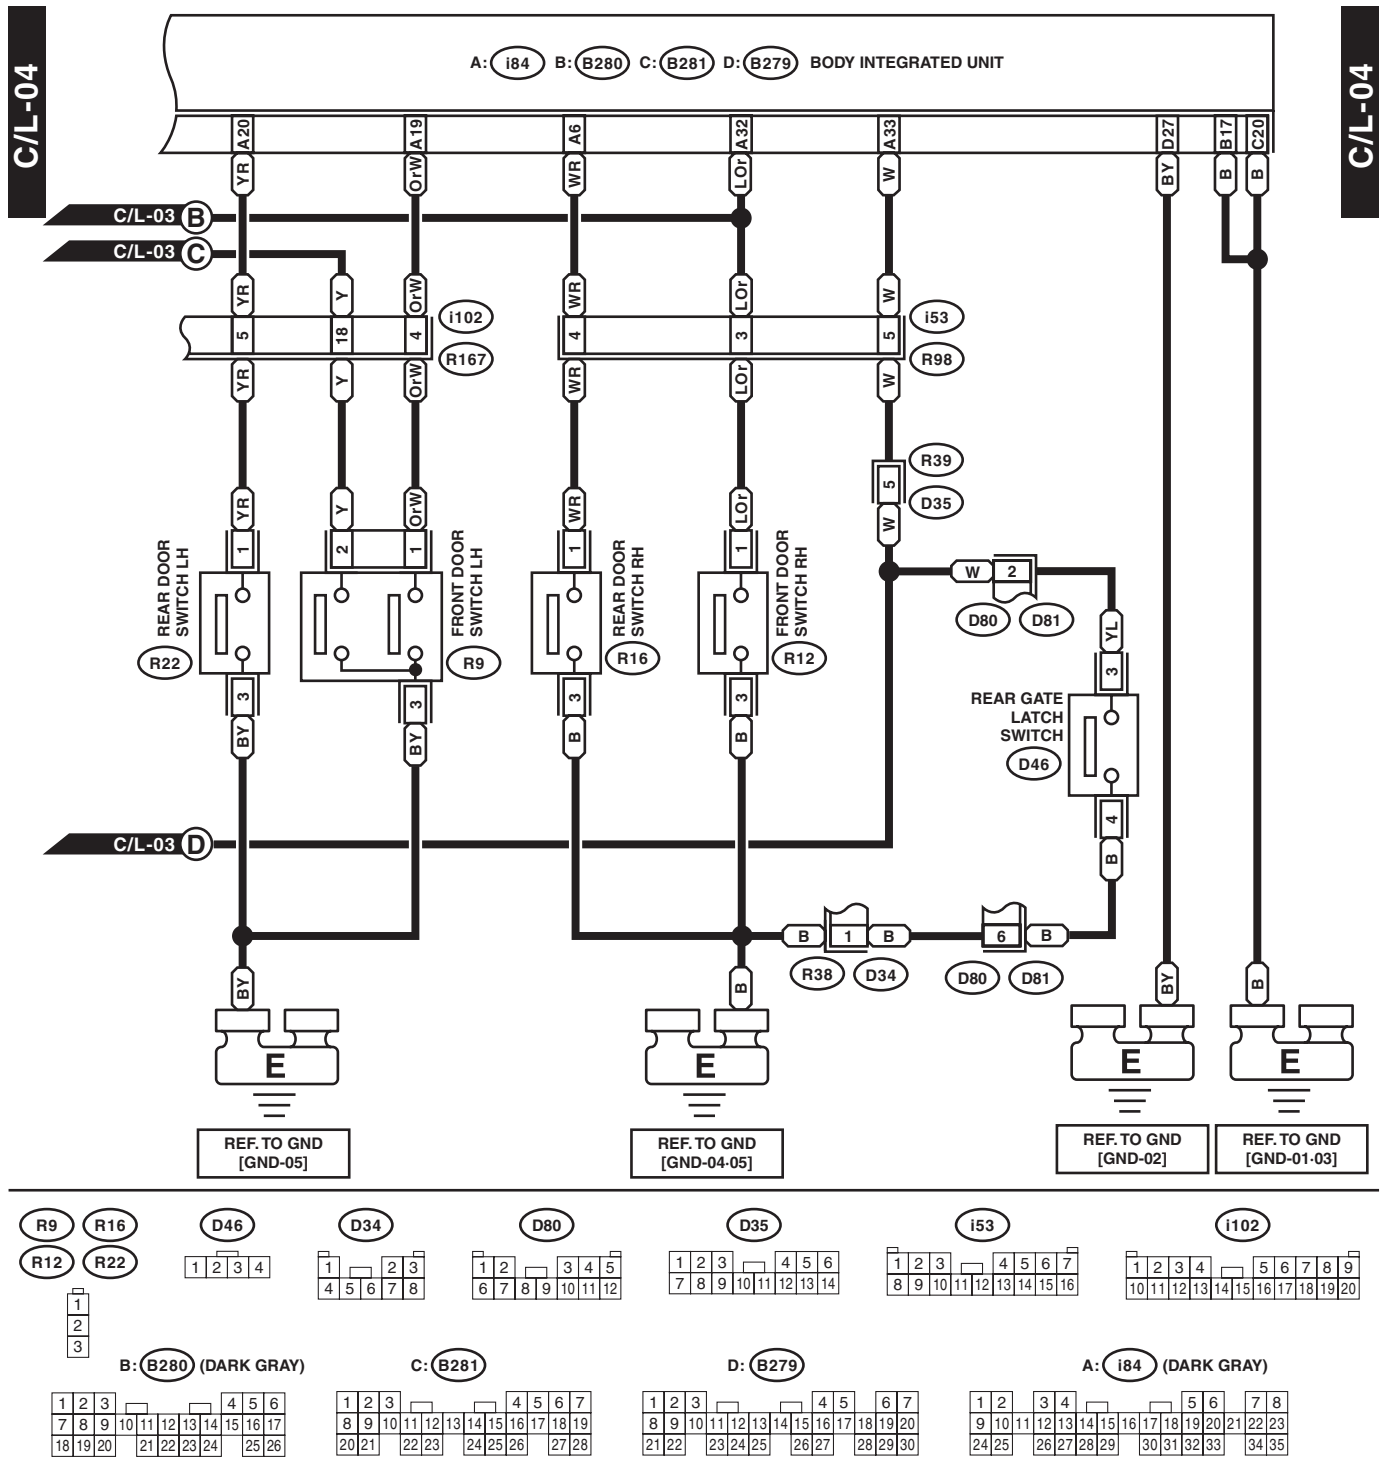 C/L-04
C/L-04
A: i84 B: B280 C: B281 D: B279 BODY INTEGRATED UNIT
A20 A19 A6 A32 A33 D27 B17 C20
YR OrW WR LOr W BY B B
C/L-03 B
C/L-03 C
YR Y OrW WR LOr W
i102 i53
5 18 4 4 3 5
R167 R98
YR Y OrW WR LOr W
R39
5
D35
YR Y OrW WR LOr W
1 2 1 1 1
REAR DOOR
SWITCH LH
FRONT DOOR
SWITCH LH
REAR DOOR
SWITCH RH
FRONT DOOR
SWITCH RH
W 2
D80 D81
YL
R22 R9 R16 R12
3 3 3 3 3
REAR GATE
LATCH
SWITCH
D46
BY BY B B
4
C/L-03 D
B
B 1 B 6 B
R38 D34 D80 D81
BY B BY B
E E E E
REF. TO GND
[GND-05]
REF. TO GND
[GND-04·05]
REF. TO GND
[GND-02]
REF. TO GND
[GND-01·03]
R9 R16 D46 D34 D80 D35 i53 i102
R12 R22
1 2 3 4
1 2 3
4 5 6 7 8
1 2 3 4 5
6 7 8 9 10 11 12
1 2 3 4 5 6
7 8 9 10 11 12 13 14
1 2 3 4 5 6 7
8 9 10 11 12 13 14 15 16
1 2 3 4 5 6 7 8 9
10 11 12 13 14 15 16 17 18 19 20
1
2
3
B: B280 (DARK GRAY) C: B281 D: B279 A: i84 (DARK GRAY)
1 2 3 4 5 6
7 8 9 10 11 12 13 14 15 16 17
18 19 20 21 22 23 24 25 26
1 2 3 4 5 6 7
8 9 10 11 12 13 14 15 16 17 18 19
20 21 22 23 24 25 26 27 28
1 2 3 4 5 6 7
8 9 10 11 12 13 14 15 16 17 18 19 20
21 22 23 24 25 26 27 28 29 30
1 2 3 4 5 6 7 8
9 10 11 12 13 14 15 16 17 18 19 20 21 22 23
24 25 26 27 28 29 30 31 32 33 34 35